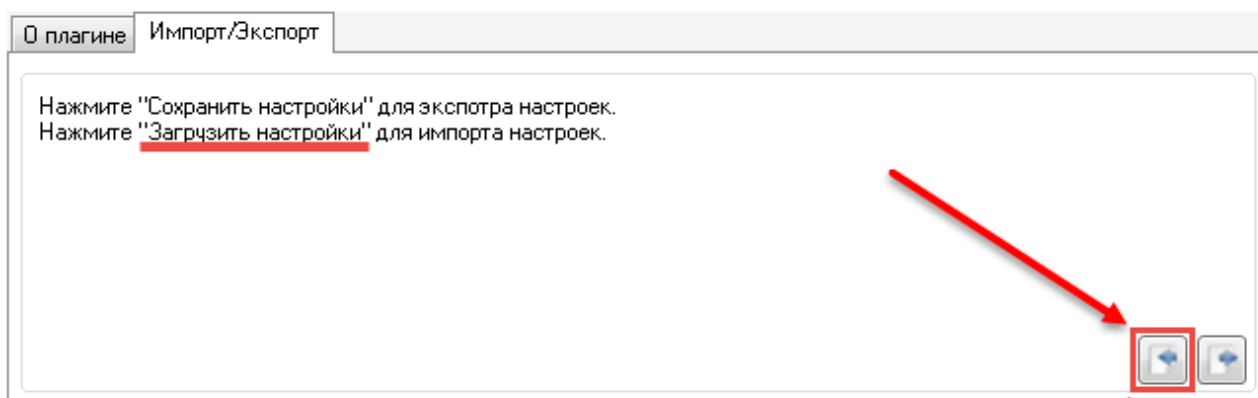 О плагине
Импорт/Экспорт
Нажмите "Сохранить настройки" для экспотра настроек.
Нажмите "Загрузить настройки" для импорта настроек.